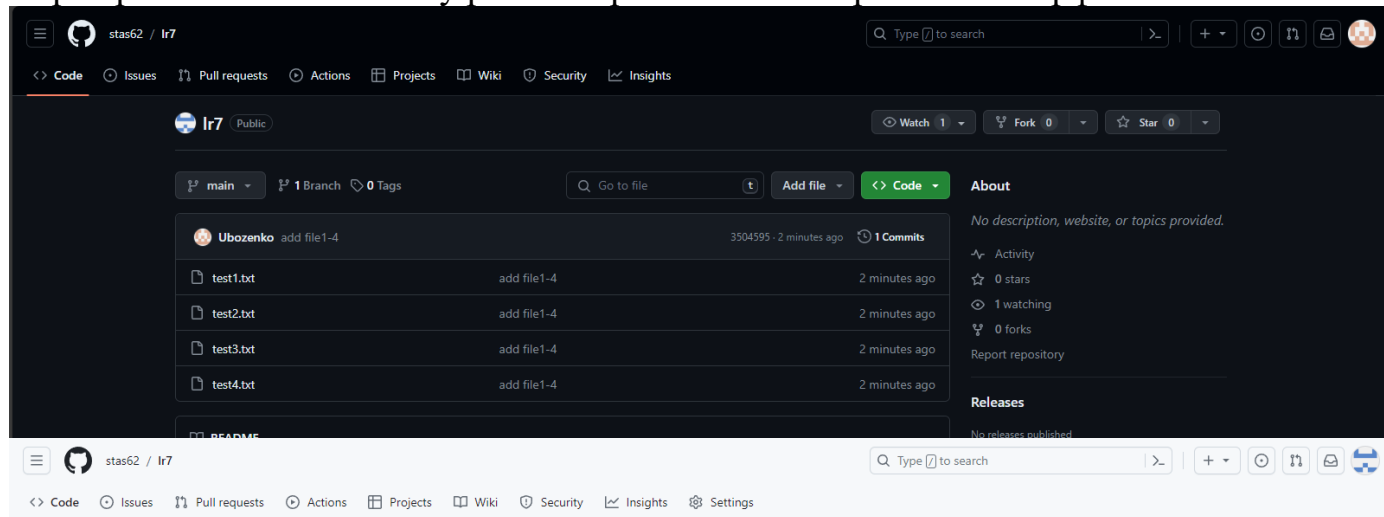 stas62 / lr7
Type / to search
<> Code Issues Pull requests Actions Projects Wiki Security Insights
lr7 Public
Watch 1 Fork 0 Star 0
main 1 Branch 0 Tags Go to file t Add file <> Code
About
No description, website, or topics provided.
Ubozenko add file1-4 3504595 · 2 minutes ago 1 Commits
Activity
test1.txt add file1-4 2 minutes ago
0 stars
test2.txt add file1-4 2 minutes ago
1 watching
0 forks
test3.txt add file1-4 2 minutes ago
Report repository
test4.txt add file1-4 2 minutes ago
Releases
README
No releases published
stas62 / lr7
Type / to search
<> Code Issues Pull requests Actions Projects Wiki Security Insights Settings